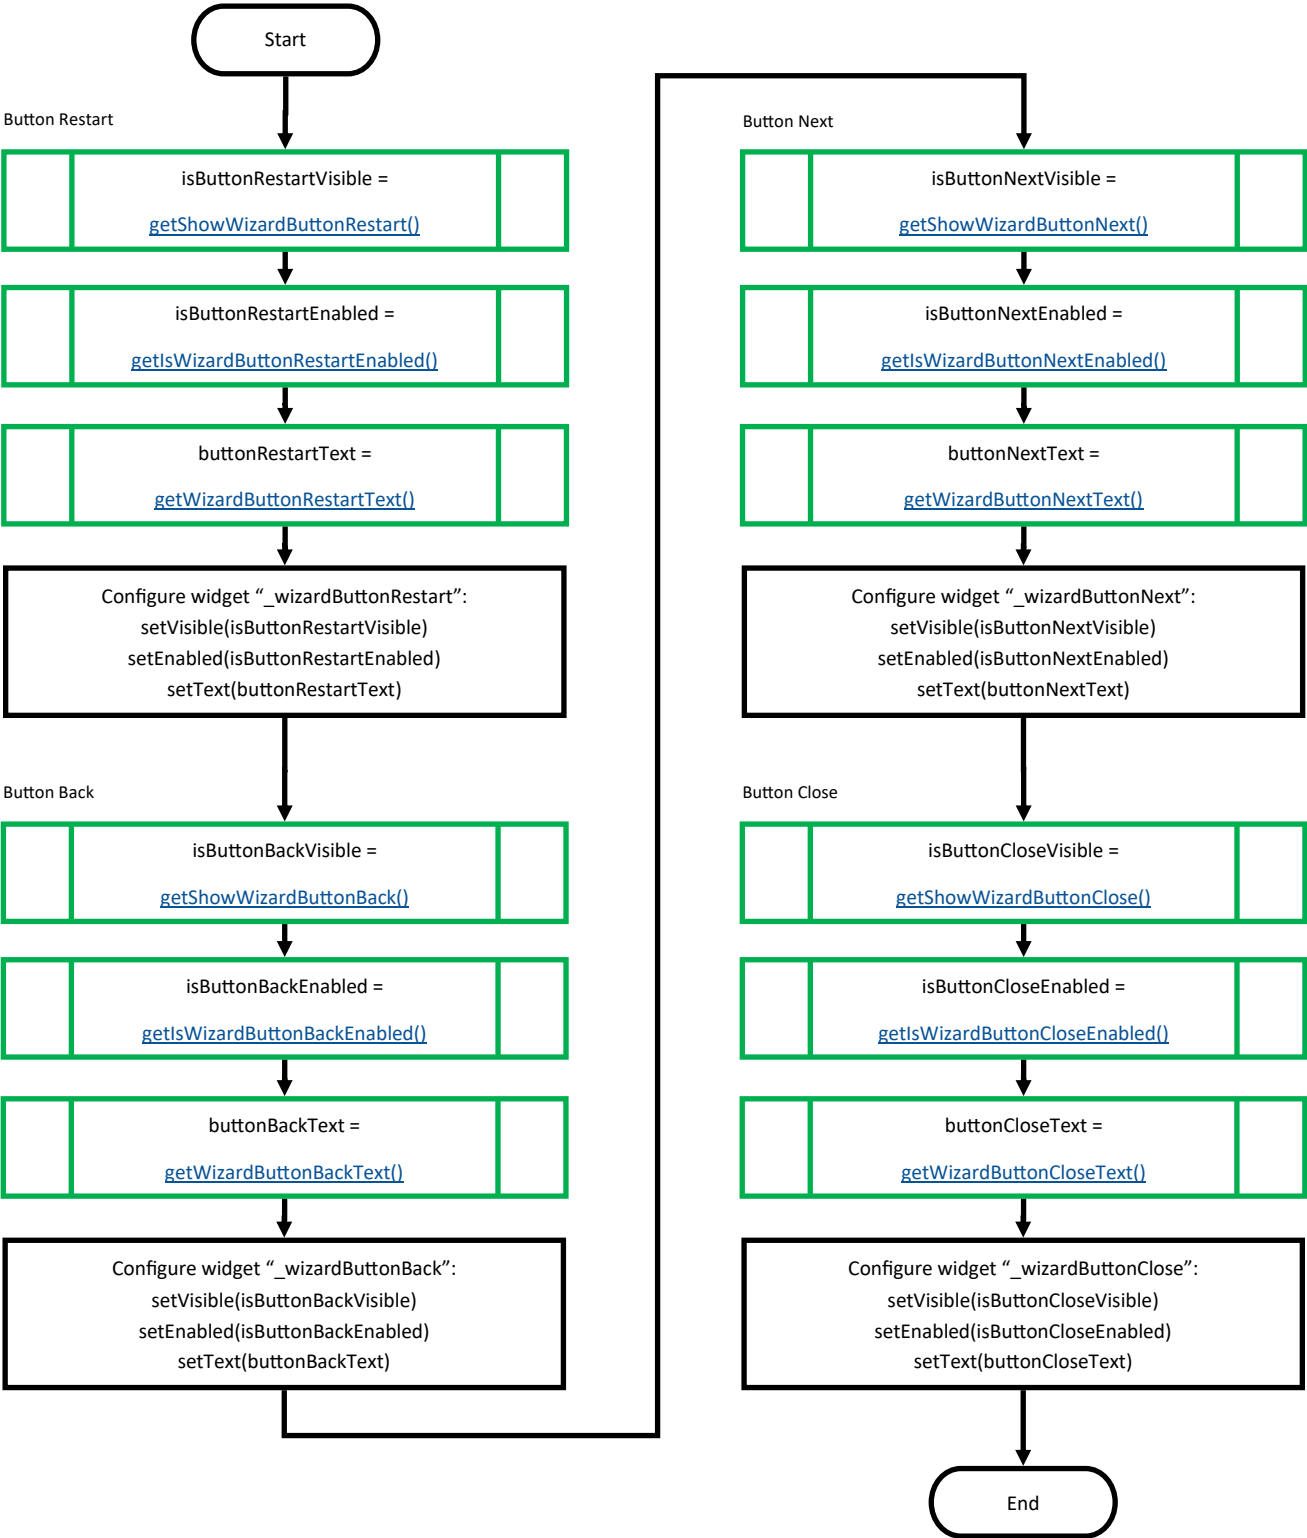 Start
Button Restart
isButtonRestartVisible =
getShowWizardButtonRestart()
isButtonRestartEnabled =
getIsWizardButtonRestartEnabled()
buttonRestartText =
getWizardButtonRestartText()
Configure widget “_wizardButtonRestart”:
setVisible(isButtonRestartVisible)
setEnabled(isButtonRestartEnabled)
setText(buttonRestartText)
Button Back
isButtonBackVisible =
getShowWizardButtonBack()
isButtonBackEnabled =
getIsWizardButtonBackEnabled()
buttonBackText =
getWizardButtonBackText()
Configure widget “_wizardButtonBack”:
setVisible(isButtonBackVisible)
setEnabled(isButtonBackEnabled)
setText(buttonBackText)
Button Next
isButtonNextVisible =
getShowWizardButtonNext()
isButtonNextEnabled =
getIsWizardButtonNextEnabled()
buttonNextText =
getWizardButtonNextText()
Configure widget “_wizardButtonNext”:
setVisible(isButtonNextVisible)
setEnabled(isButtonNextEnabled)
setText(buttonNextText)
Button Close
isButtonCloseVisible =
getShowWizardButtonClose()
isButtonCloseEnabled =
getIsWizardButtonCloseEnabled()
buttonCloseText =
getWizardButtonCloseText()
Configure widget “_wizardButtonClose”:
setVisible(isButtonCloseVisible)
setEnabled(isButtonCloseEnabled)
setText(buttonCloseText)
End